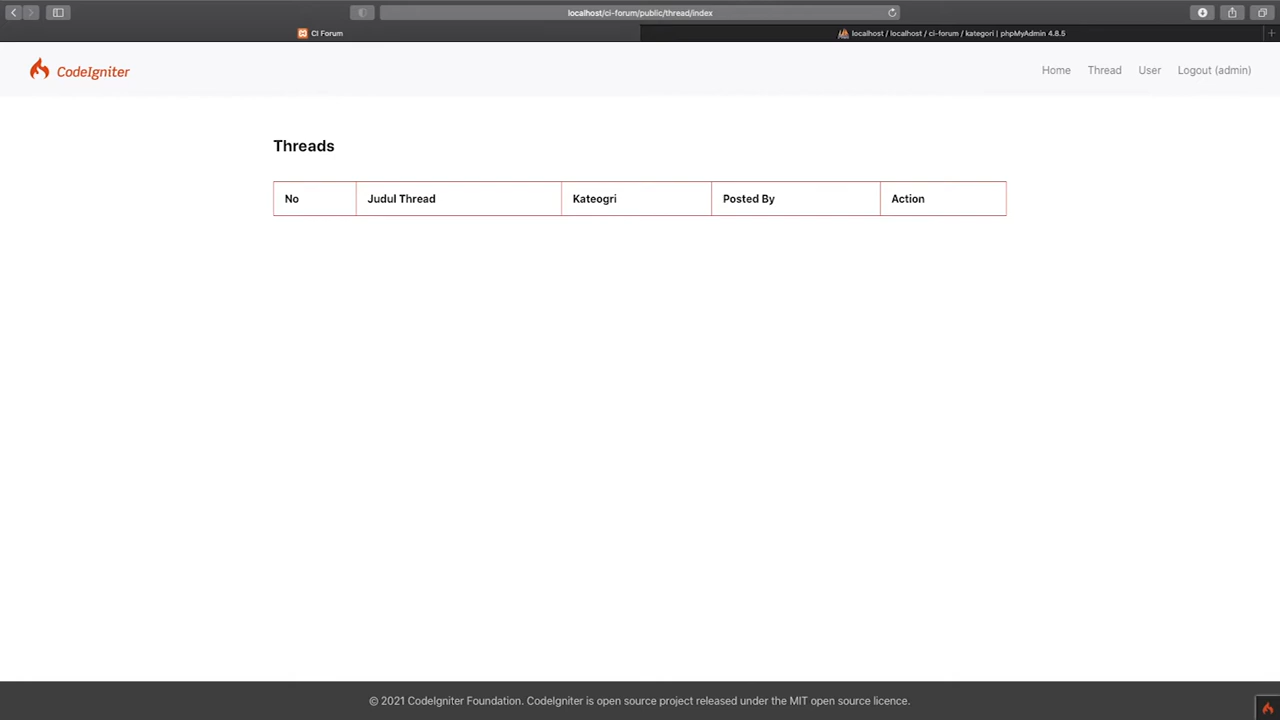 localhost/ci-forum/public/thread/index
CI Forum
localhost / localhost / ci-forum / kategori | phpMyAdmin 4.8.5
CodeIgniter
Home Thread User Logout (admin)
Threads
No Judul Thread Kateogri Posted By Action
© 2021 CodeIgniter Foundation. CodeIgniter is open source project released under the MIT open source licence.